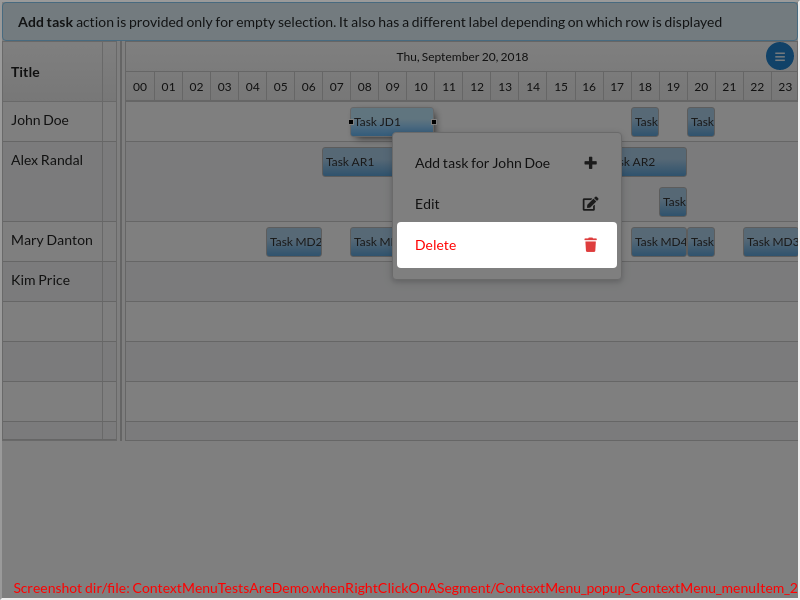 Add task action is provided only for empty selection. It also has a different label depending on which row is displayed
Title
Thu, September 20, 2018
00 01 02 03 04 05 06 07 08 09 10 11 12 13 14 15 16 17 18 19 20 21 22 23
John Doe
Task JD1
Task
Task
Alex Randal
Task AR1
k AR2
Task
Mary Danton
Task MD2
Task M
Task MD4
Task
Task MD3
Kim Price
Add task for John Doe
Edit
Delete
Screenshot dir/file: ContextMenuTestsAreDemo.whenRightClickOnASegment/ContextMenu_popup_ContextMenu_menuItem_2